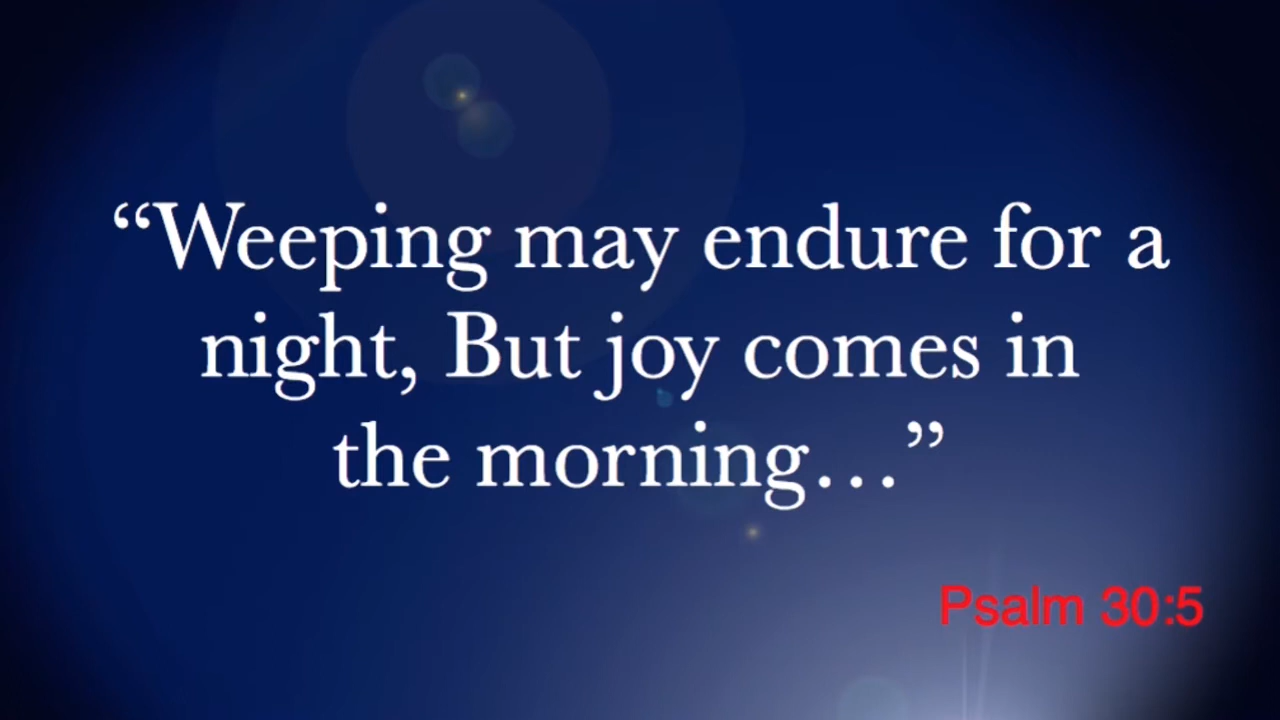 “Weeping may endure for a
night, But joy comes in
the morning…”
Psalm 30:5